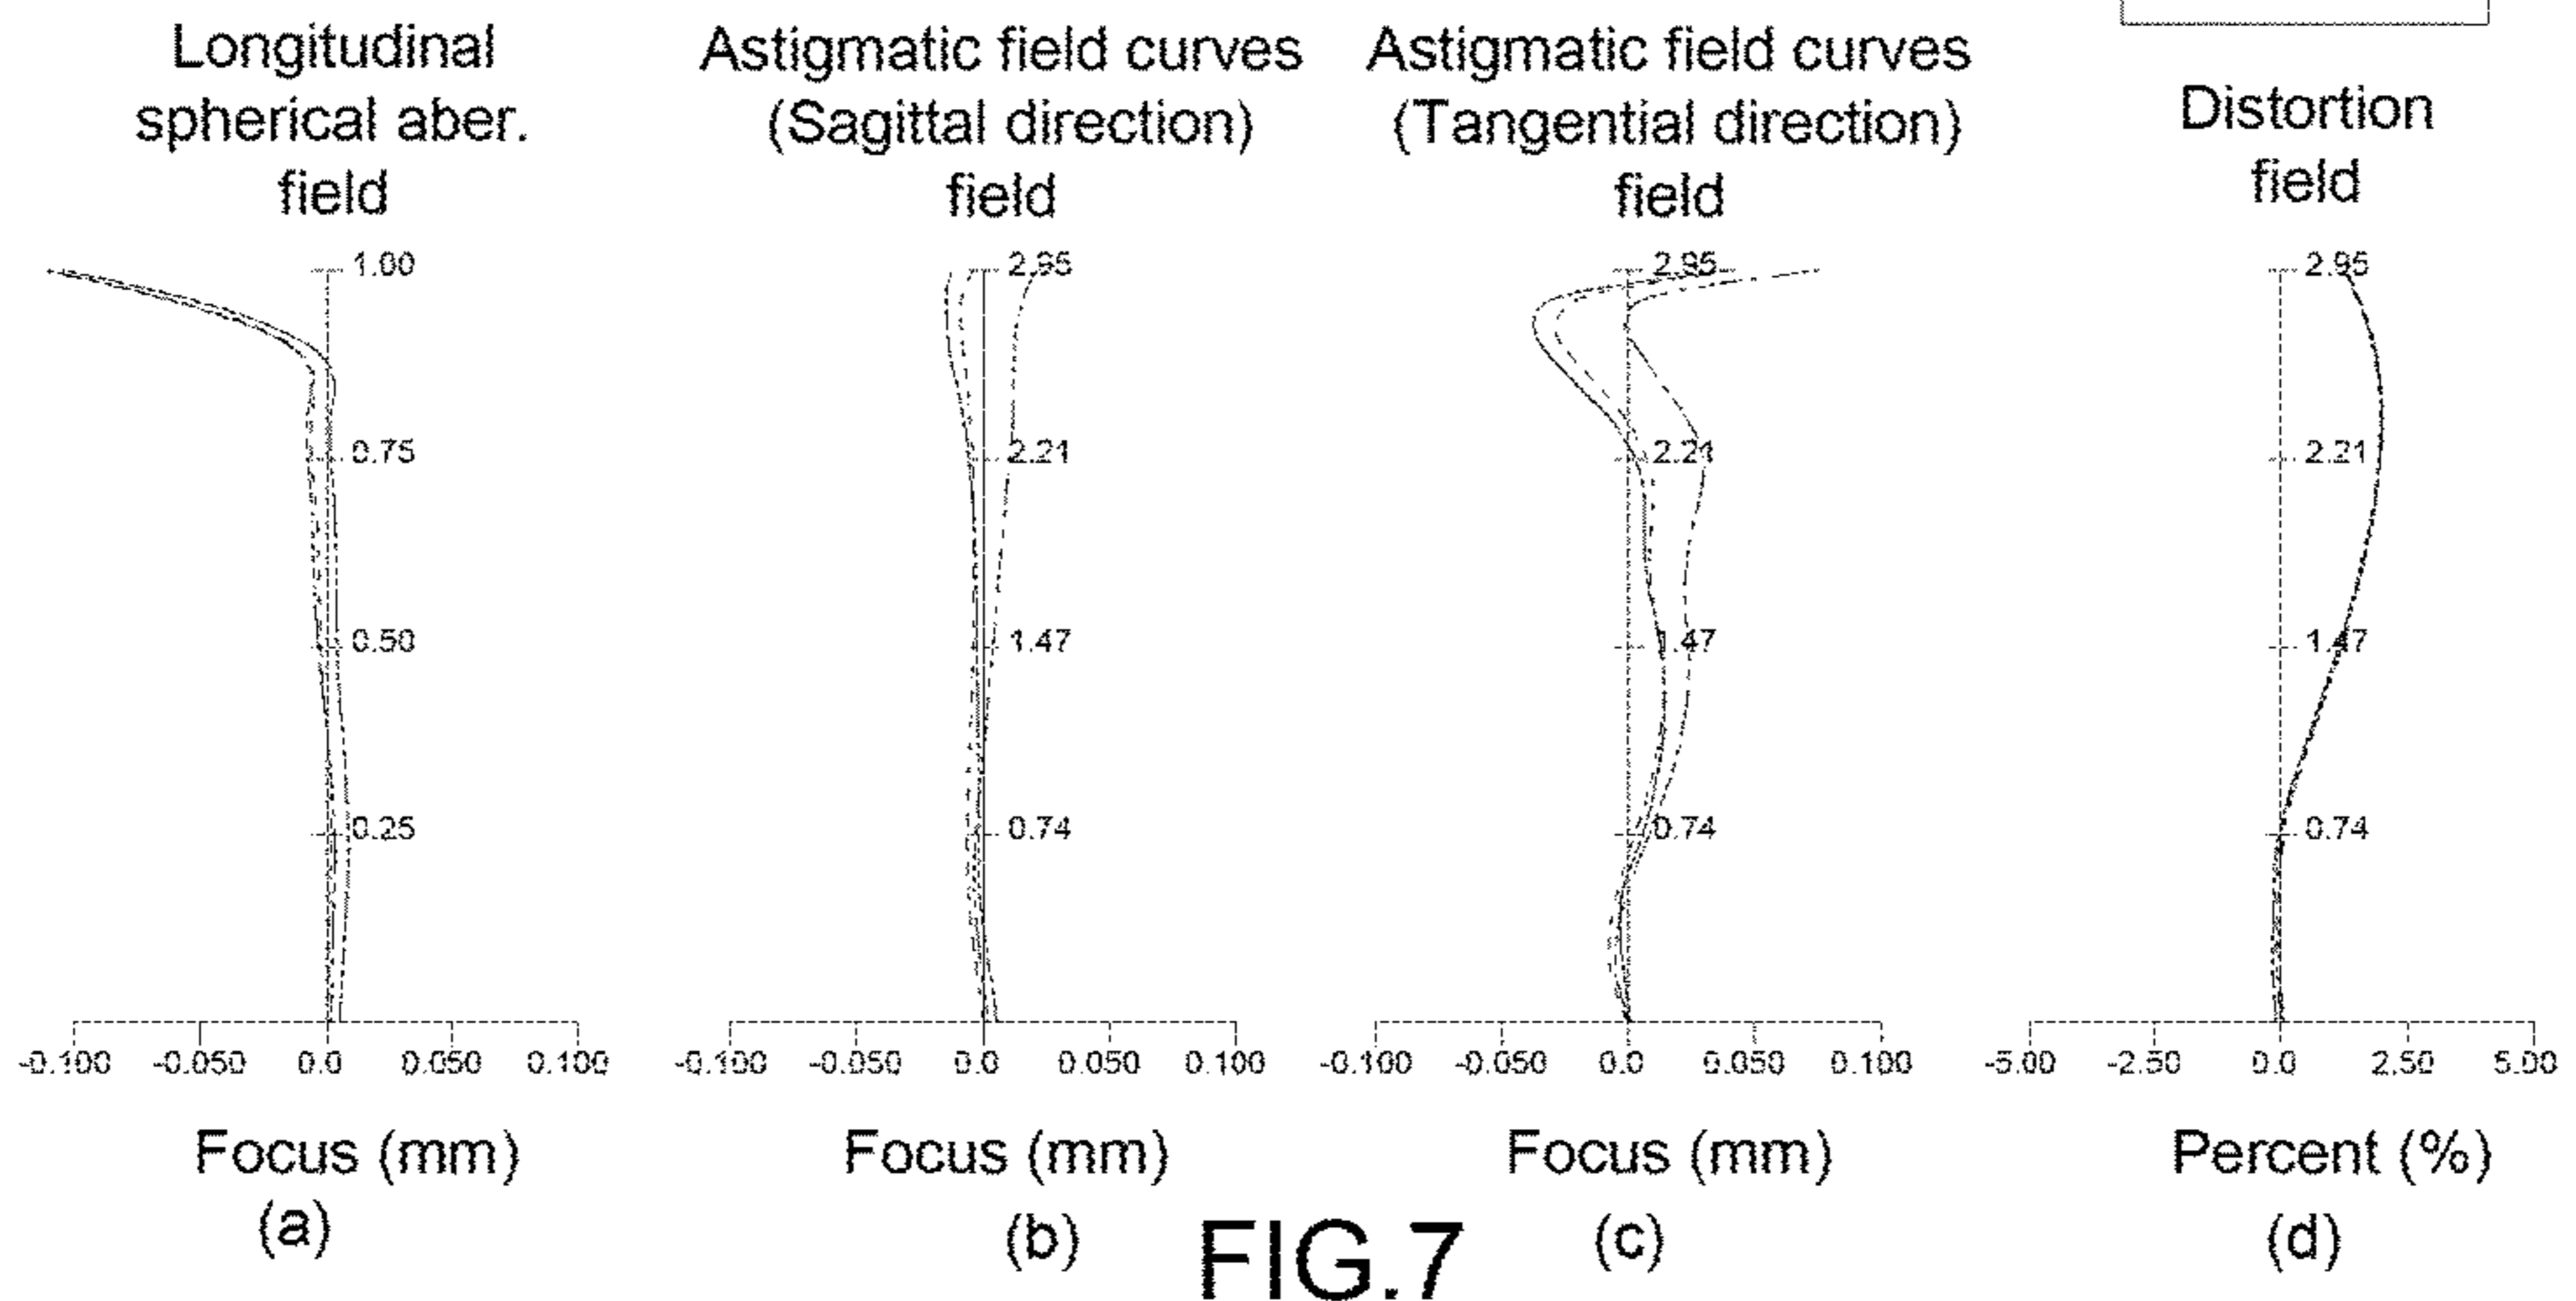 Longitudinal
spherical aber.
field
Astigmatic field curves
(Sagittal direction)
field
Astigmatic field curves
(Tangential direction)
field
Distortion
field
1.00
0.75
0.50
0.25
-0.100 -0.050 0.0 0.050 0.100
Focus (mm)
(a)
2.95
2.21
1.47
0.74
-0.100 -0.050 0.0 0.050 0.100
Focus (mm)
(b)
2.95
2.21
1.47
0.74
-0.100 -0.050 0.0 0.050 0.100
Focus (mm)
(c)
2.95
2.21
1.47
0.74
-5.00 -2.50 0.0 2.50 5.00
Percent (%)
(d)
FIG.7